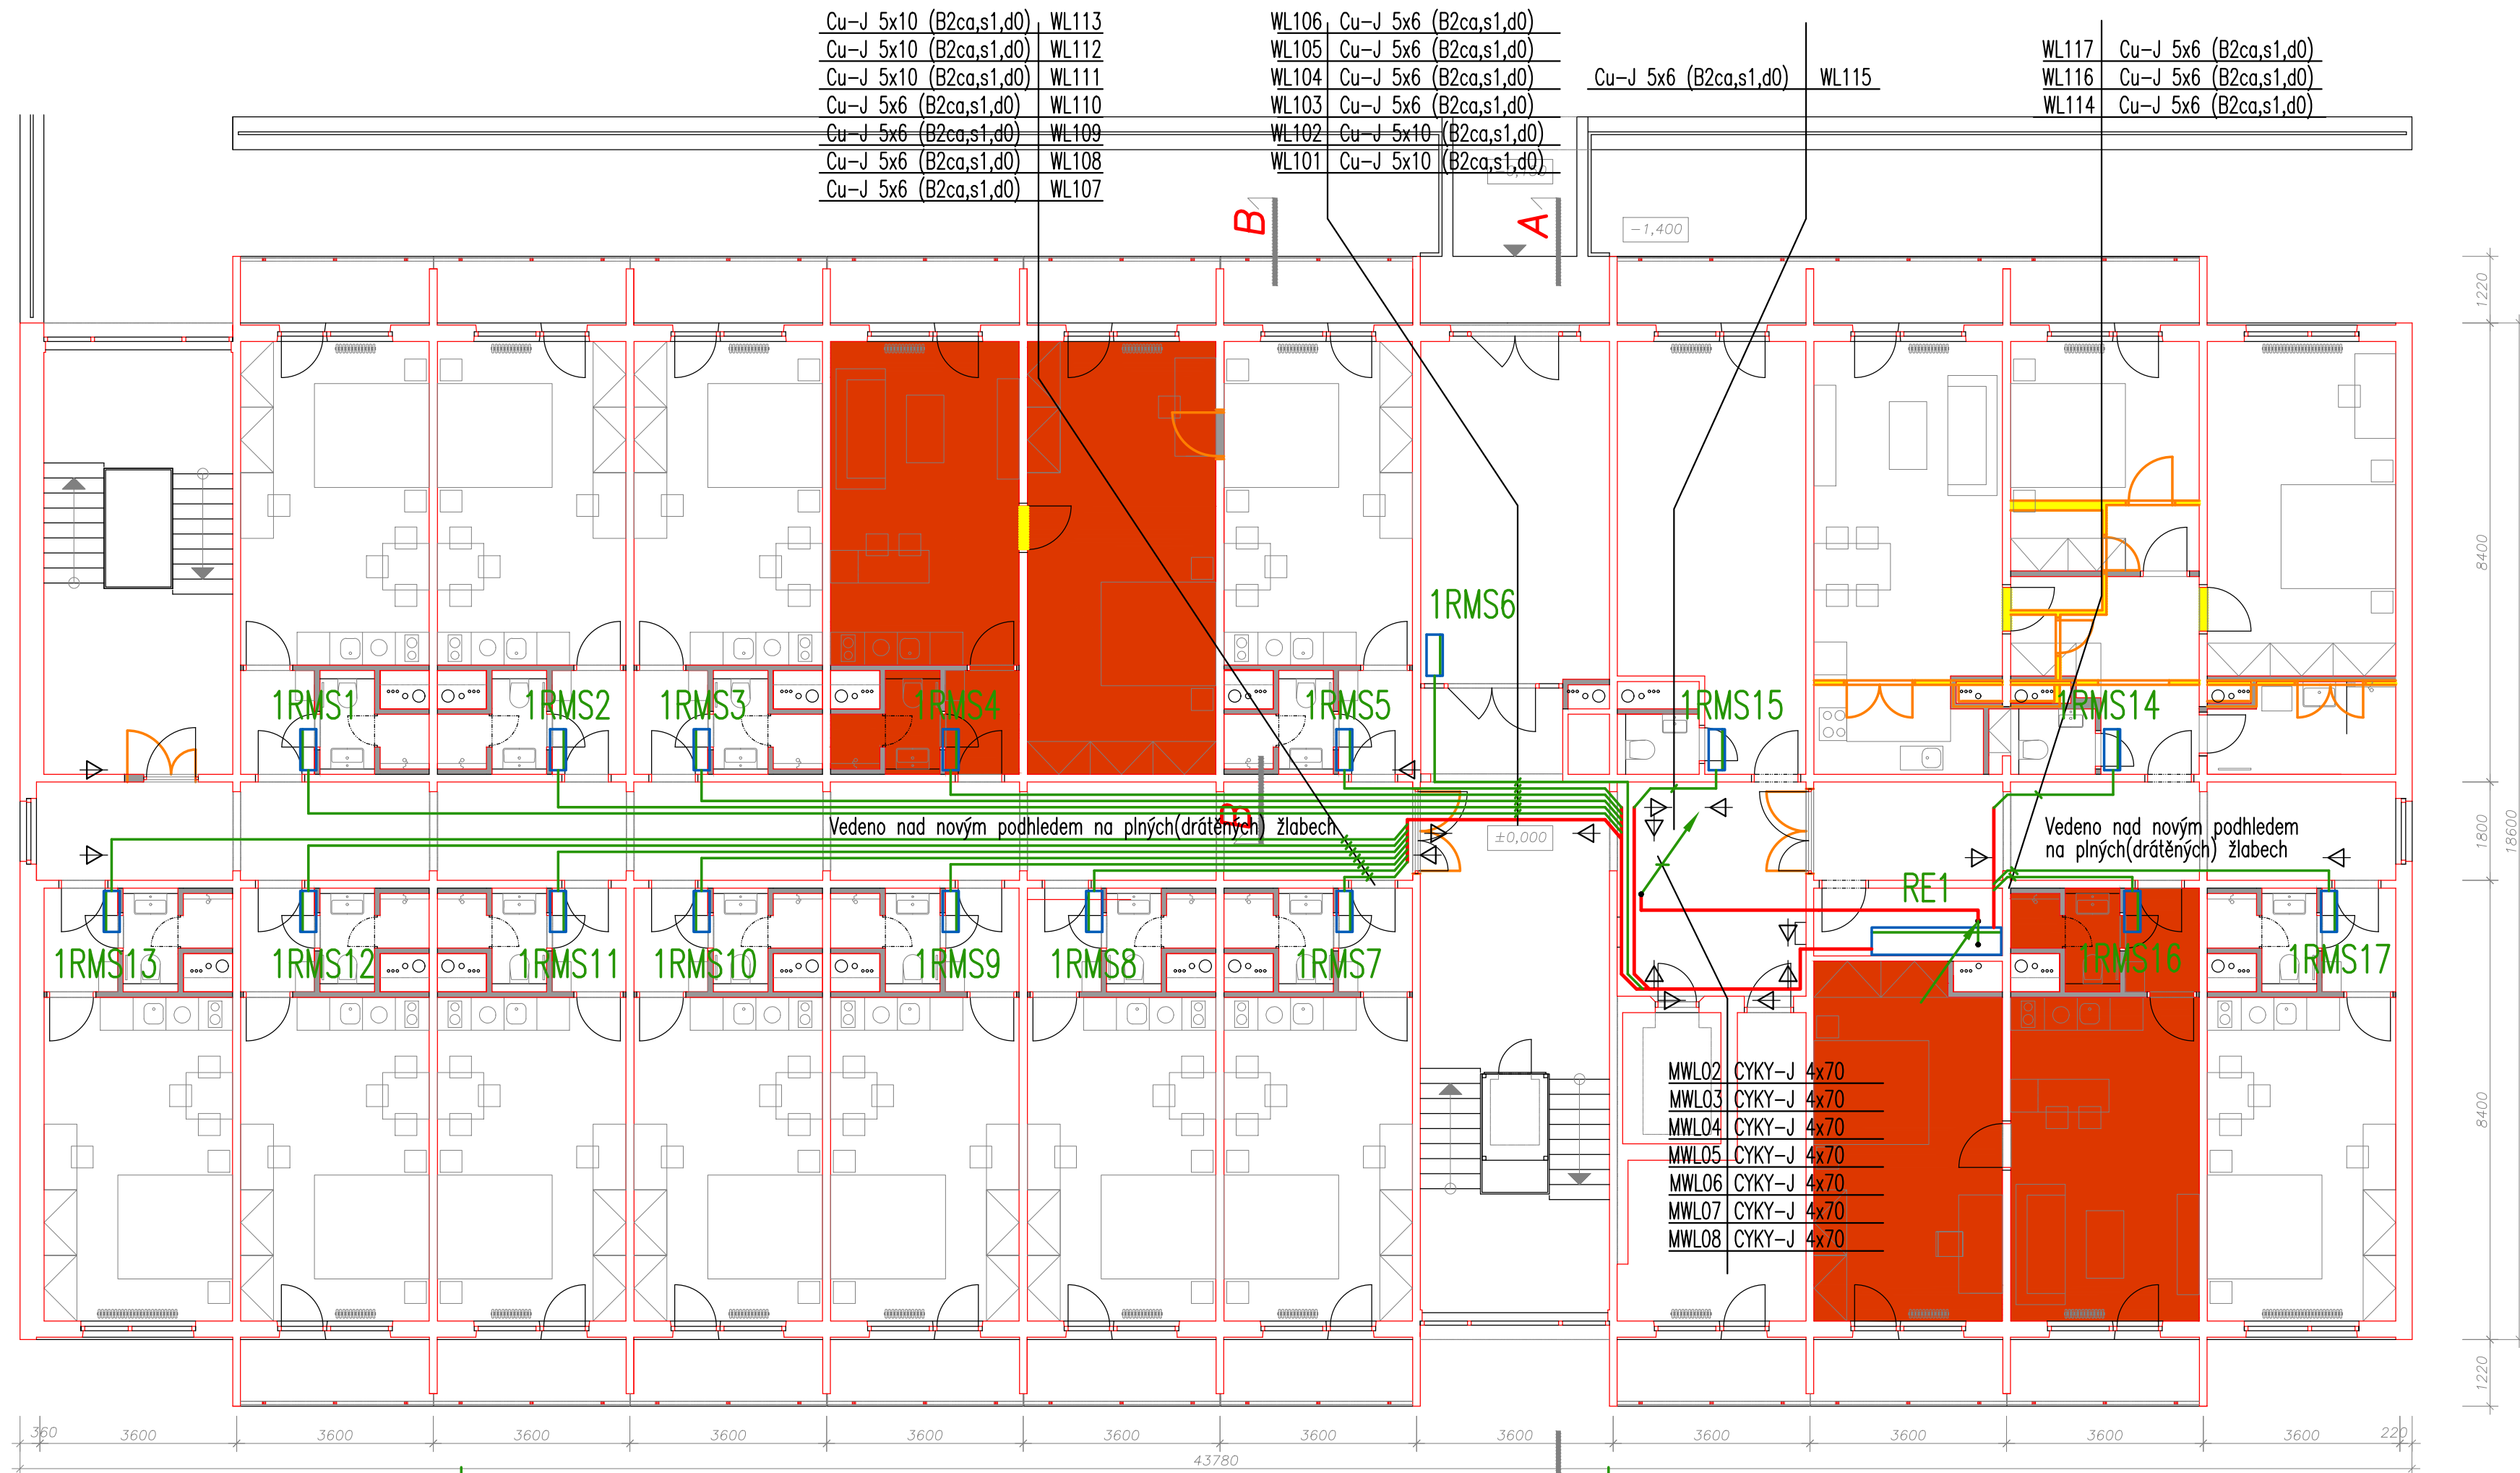 Cu-J 5x10 (B2ca,s1,d0) WL113
Cu-J 5x10 (B2ca,s1,d0) WL112
Cu-J 5x10 (B2ca,s1,d0) WL111
Cu-J 5x6 (B2ca,s1,d0) WL110
Cu-J 5x6 (B2ca,s1,d0) WL109
Cu-J 5x6 (B2ca,s1,d0) WL108
Cu-J 5x6 (B2ca,s1,d0) WL107
WL106 Cu-J 5x6 (B2ca,s1,d0)
WL105 Cu-J 5x6 (B2ca,s1,d0)
WL104 Cu-J 5x6 (B2ca,s1,d0)
WL103 Cu-J 5x6 (B2ca,s1,d0)
WL102 Cu-J 5x10 (B2ca,s1,d0)
WL101 Cu-J 5x10 (B2ca,s1,d0)
Cu-J 5x6 (B2ca,s1,d0) WL115
WL117 Cu-J 5x6 (B2ca,s1,d0)
WL116 Cu-J 5x6 (B2ca,s1,d0)
WL114 Cu-J 5x6 (B2ca,s1,d0)
B
A
-1,400
1220
1RMS6
8400
1RMS1
1RMS2
1RMS3
1RMS4
1RMS5
1RMS15
1RMS14
B
Vedeno nad novým podhledem na plných(drátěných) žlabech
±0,000
Vedeno nad novým podhledem
na plných(drátěných) žlabech
1800
18600
RE1
1RMS13
1RMS12
1RMS11
1RMS10
1RMS9
1RMS8
1RMS7
1RMS16
1RMS17
MWL02 CYKY-J 4x70
MWL03 CYKY-J 4x70
MWL04 CYKY-J 4x70
MWL05 CYKY-J 4x70
MWL06 CYKY-J 4x70
MWL07 CYKY-J 4x70
MWL08 CYKY-J 4x70
8400
1220
360 3600 3600 3600 3600 3600 3600 3600 3600 3600 3600 3600 3600 220
43780